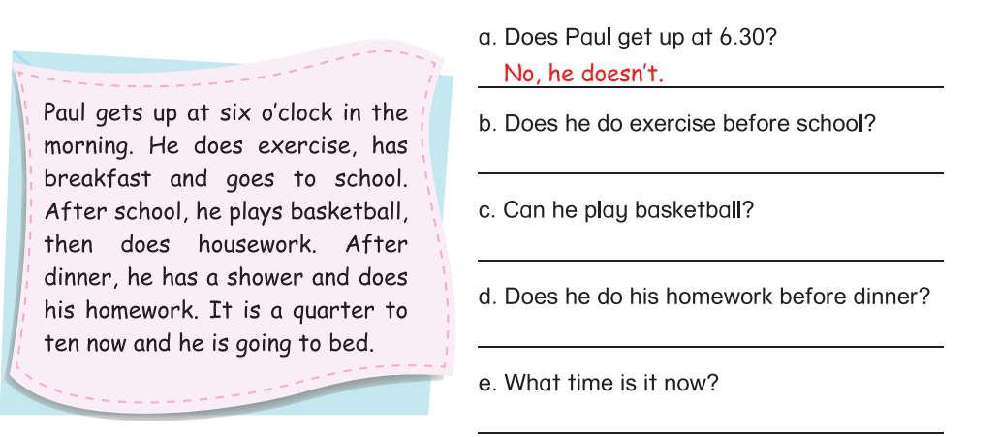 Paul gets up at six o'clock in the
morning. He does exercise, has
breakfast and goes to school.
After school, he plays basketball,
then does housework. After
dinner, he has a shower and does
his homework. It is a quarter to
ten now and he is going to bed.
a. Does Paul get up at 6.30?
No, he doesn't.
b. Does he do exercise before school?
c. Can he play basketball?
d. Does he do his homework before dinner?
e. What time is it now?